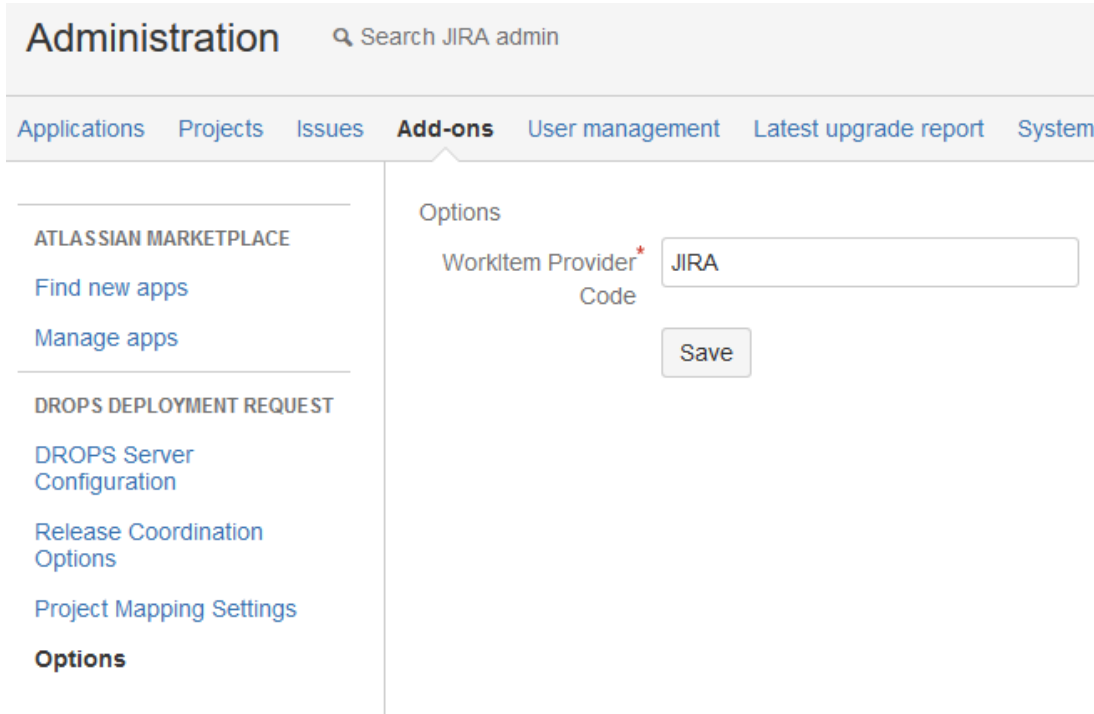 Administration
Search JIRA admin
Applications Projects Issues Add-ons User management Latest upgrade report System
ATLASSIAN MARKETPLACE
Find new apps
Manage apps
DROPS DEPLOYMENT REQUEST
DROPS Server
Configuration
Release Coordination
Options
Project Mapping Settings
Options
Options
WorkItem Provider*
Code
JIRA
Save